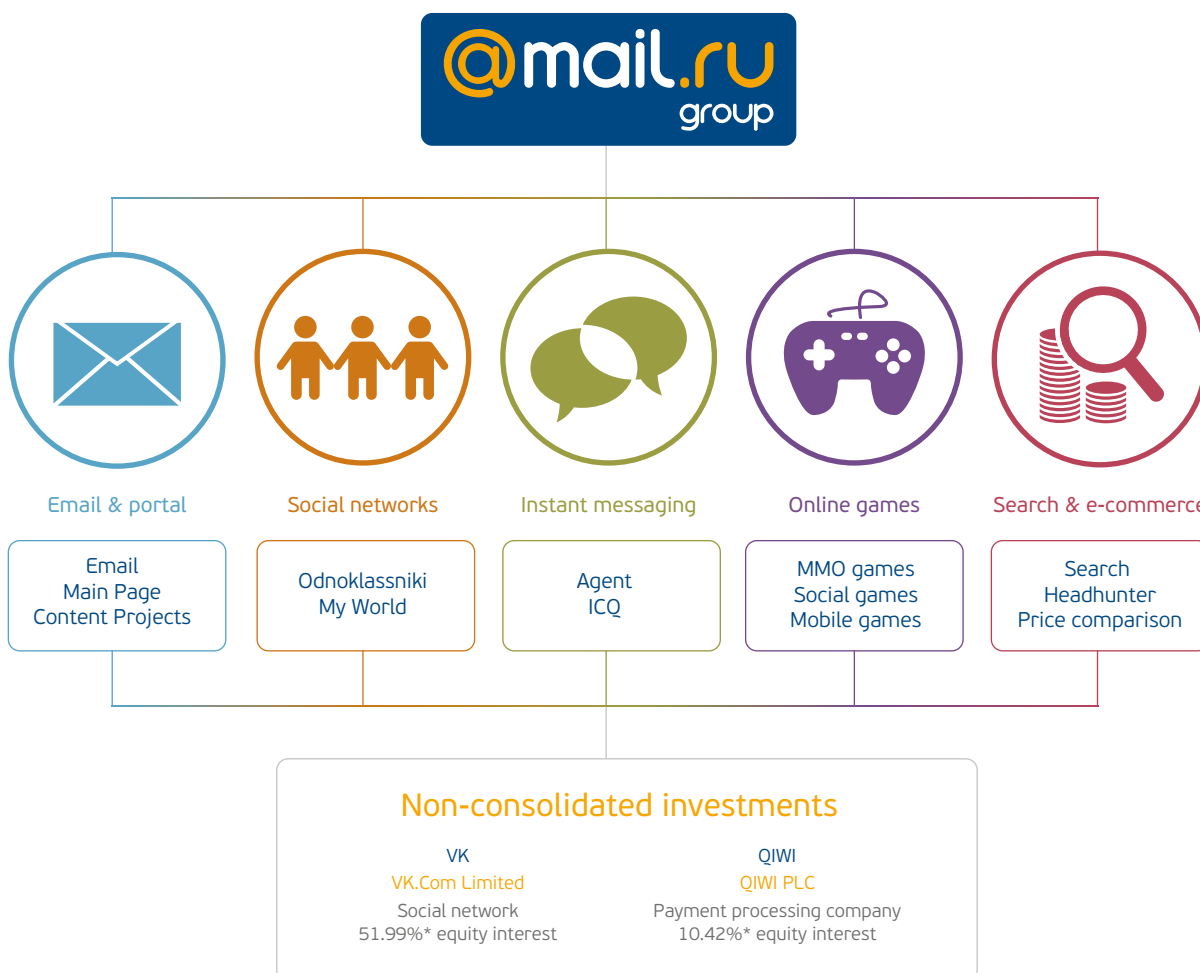 @mail.ru
group
Email & portal
Social networks
Instant messaging
Online games
Search & e-commerce
Email
Main Page
Content Projects
Odnoklassniki
My World
Agent
ICQ
MMO games
Social games
Mobile games
Search
Headhunter
Price comparison
Non-consolidated investments
VK
VK.Com Limited
Social network
51.99%* equity interest
QIWI
QIWI PLC
Payment processing company
10.42%* equity interest